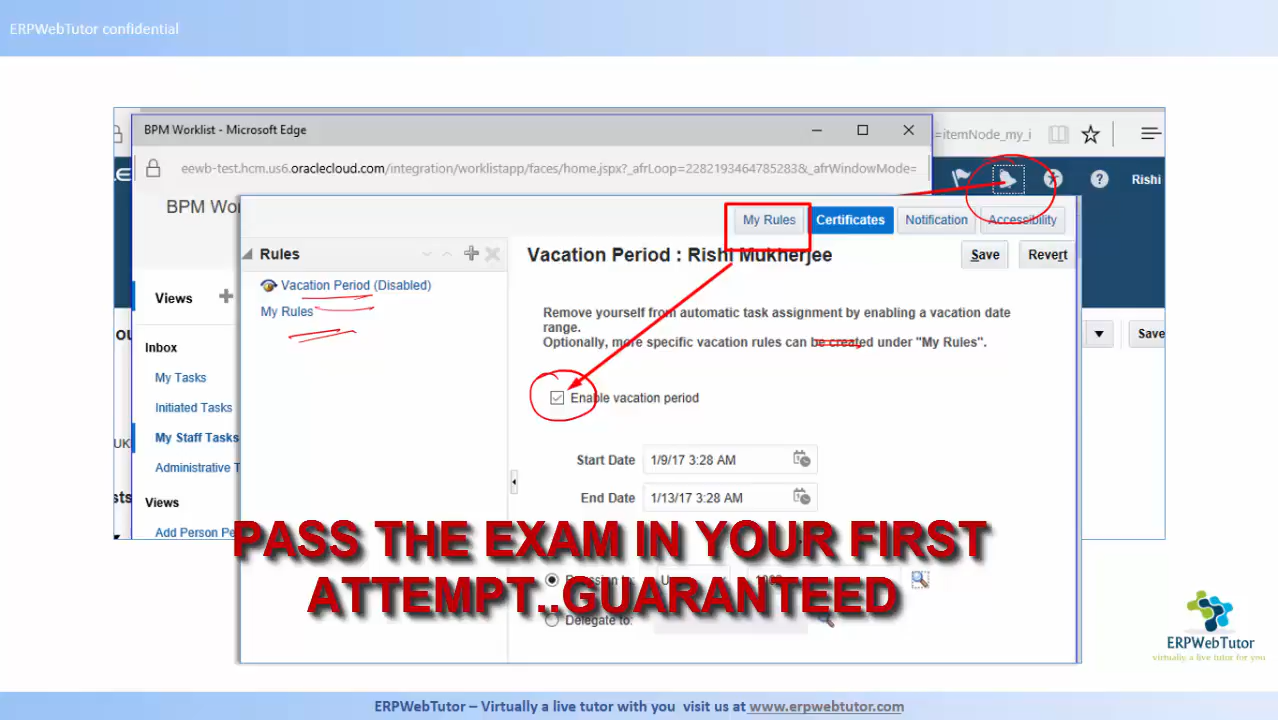 ERPWebTutor confidential
BPM Worklist - Microsoft Edge
=itemNode_my_i
eewb-test.hcm.us6.oraclecloud.com/integration/worklistapp/faces/home.jspx?_afrLoop=2282193464785283&_afrWindowMode=
Rishi
BPM Wor
My Rules
Certificates
Notification
Accessibility
Rules
Vacation Period : Rishi Mukherjee
Save
Revert
Vacation Period (Disabled)
My Rules
Views
Remove yourself from automatic task assignment by enabling a vacation date
range.
Optionally, more specific vacation rules can be created under "My Rules".
Save
Inbox
My Tasks
Initiated Tasks
My Staff Tasks
Administrative T
UK
Enable vacation period
Start Date
1/9/17 3:28 AM
End Date
1/13/17 3:28 AM
sts
Views
Add Person Pe
PASS THE EXAM IN YOUR FIRST
ATTEMPT..GUARANTEED
Delegate to:
ERPWebTutor
virtually a live tutor for you
ERPWebTutor – Virtually a live tutor with you visit us at www.erpwebtutor.com